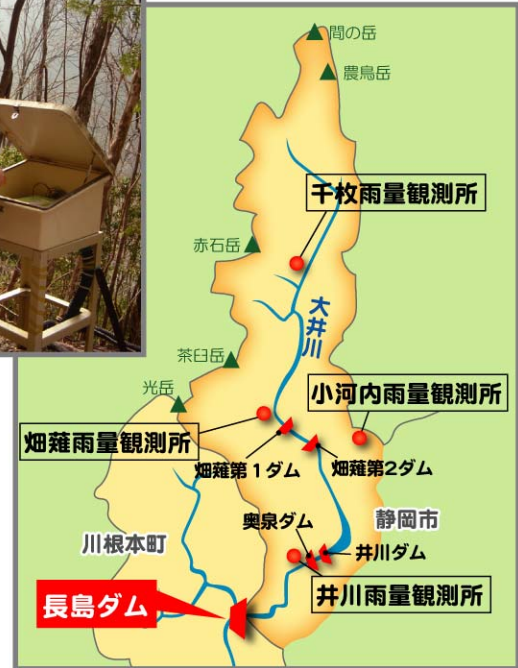 間の岳
農鳥岳
千枚雨量観測所
赤石岳
大井川
茶臼岳
光岳
小河内雨量観測所
畑薙雨量観測所
畑薙第1ダム
畑薙第2ダム
奥泉ダム
静岡市
川根本町
井川ダム
長島ダム
井川雨量観測所